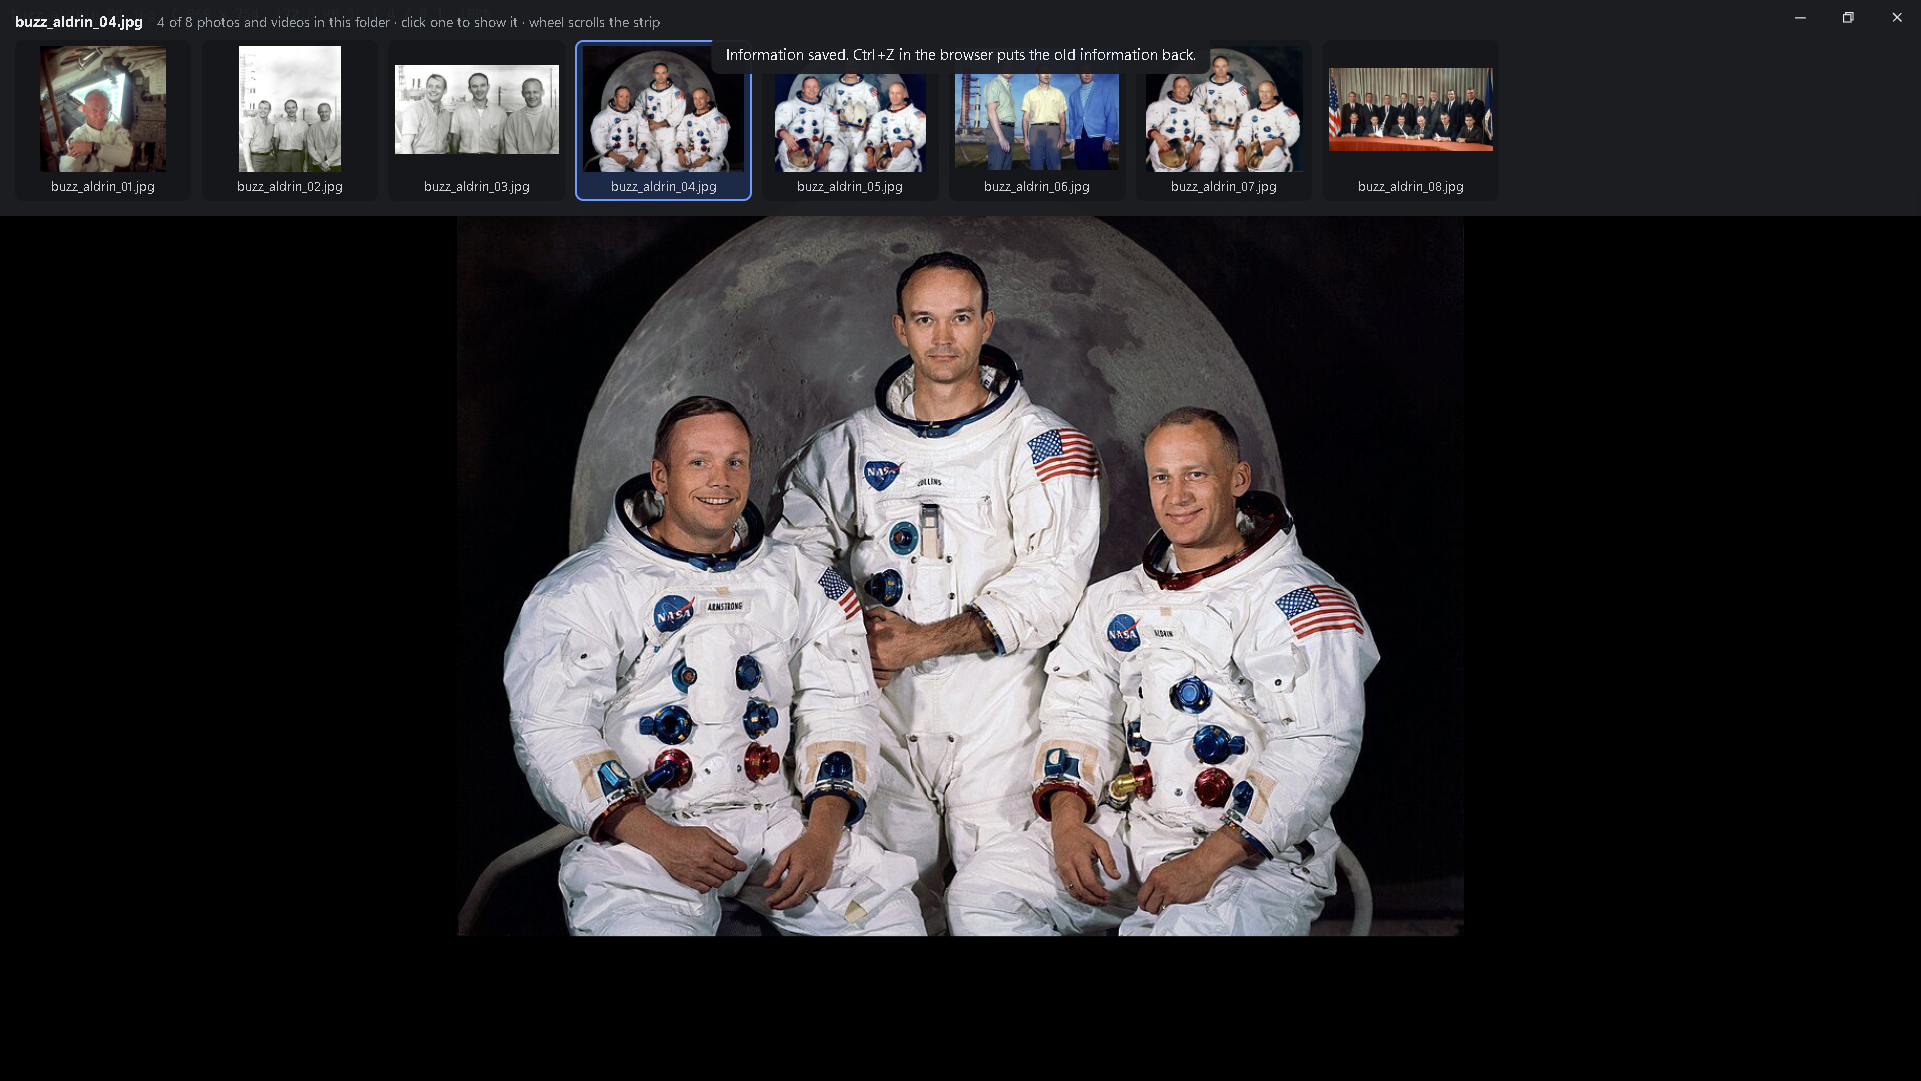 buzz_aldrin_04.jpg 4 of 8 photos and videos in this folder · click one to show it · wheel scrolls the strip
Information saved. Ctrl+Z in the browser puts the old information back.
buzz_aldrin_01.jpg
buzz_aldrin_02.jpg
buzz_aldrin_03.jpg
buzz_aldrin_04.jpg
buzz_aldrin_05.jpg
buzz_aldrin_06.jpg
buzz_aldrin_07.jpg
buzz_aldrin_08.jpg
NASA
COLLINS
NASA
ARMSTRONG
NASA
ALDRIN